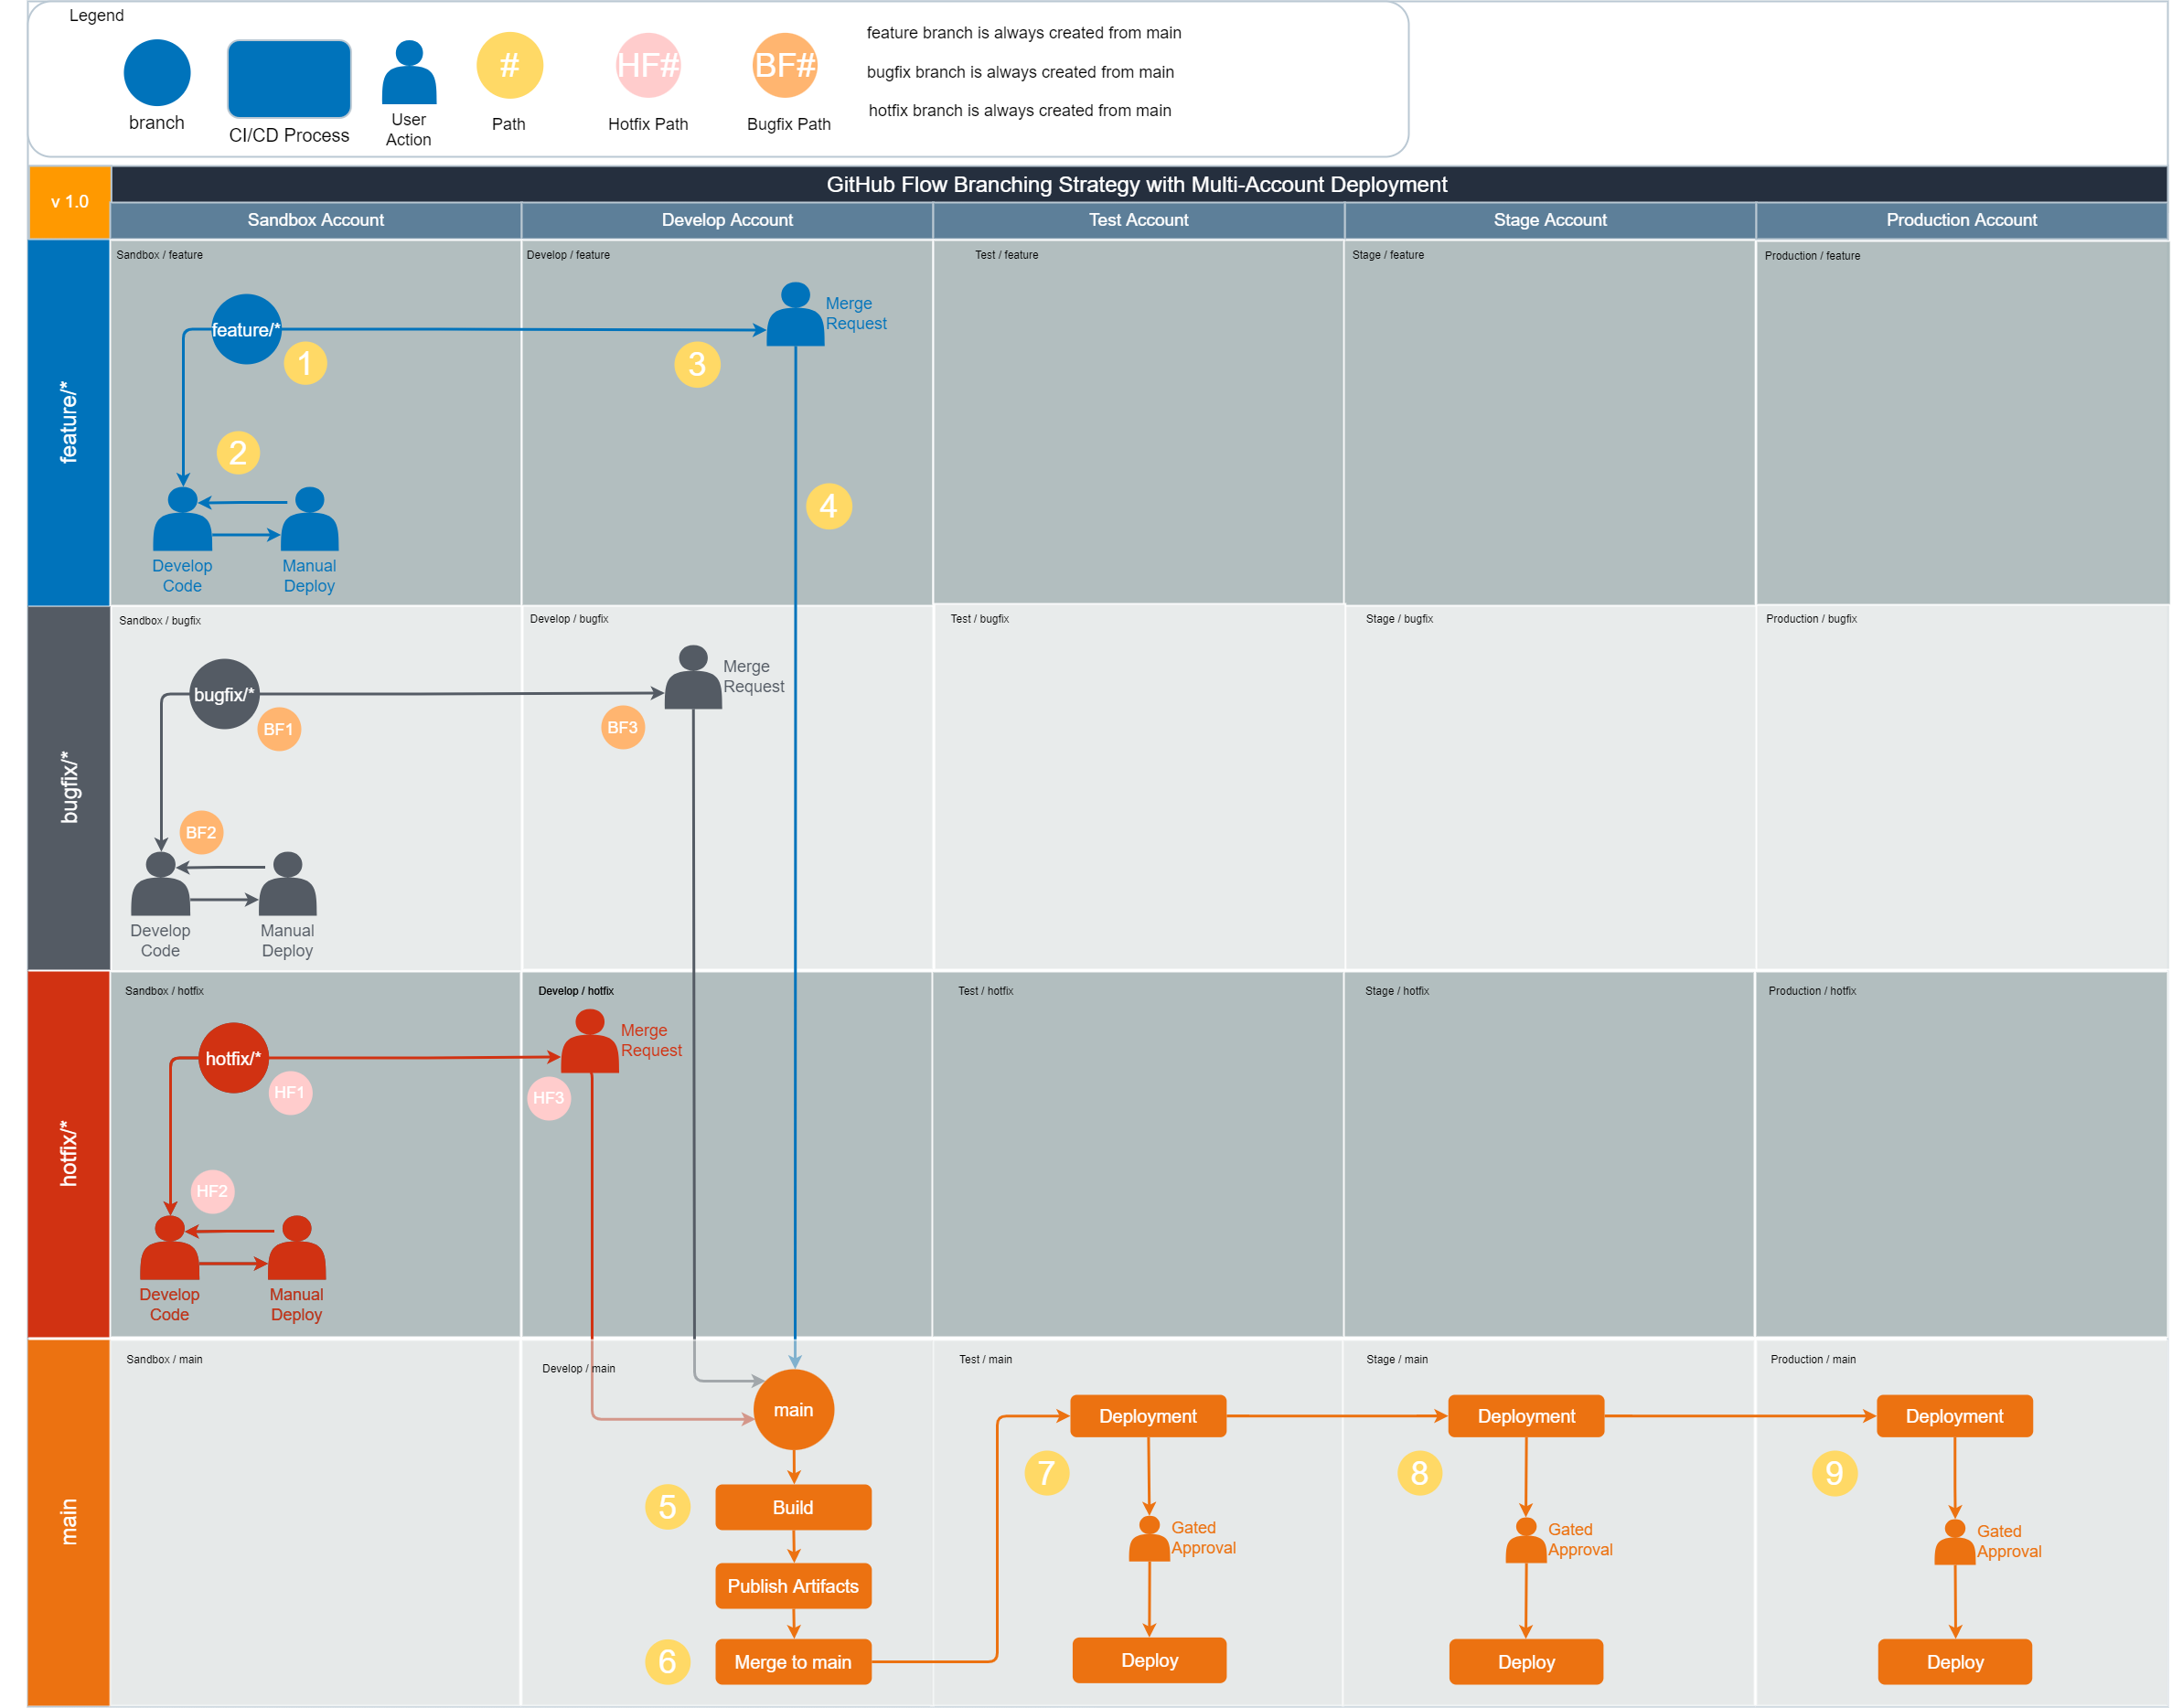 Legend
branch
CI/CD Process
User
Action
#
Path
HF#
Hotfix Path
BF#
Bugfix Path
feature branch is always created from main
bugfix branch is always created from main
hotfix branch is always created from main
v 1.0
GitHub Flow Branching Strategy with Multi-Account Deployment
Sandbox Account
Develop Account
Test Account
Stage Account
Production Account
feature/*
Sandbox / feature
Develop / feature
Test / feature
Stage / feature
Production / feature
feature/*
1
2
Develop
Code
Manual
Deploy
3
Merge
Request
4
bugfix/*
Sandbox / bugfix
Develop / bugfix
Test / bugfix
Stage / bugfix
Production / bugfix
bugfix/*
BF1
BF2
Develop
Code
Manual
Deploy
BF3
Merge
Request
hotfix/*
Sandbox / hotfix
Develop / hotfix
Test / hotfix
Stage / hotfix
Production / hotfix
hotfix/*
HF1
HF2
Develop
Code
Manual
Deploy
HF3
Merge
Request
main
Sandbox / main
Develop / main
Test / main
Stage / main
Production / main
main
5
Build
Publish Artifacts
6
Merge to main
Deployment
7
Gated
Approval
Deploy
Deployment
8
Gated
Approval
Deploy
Deployment
9
Gated
Approval
Deploy